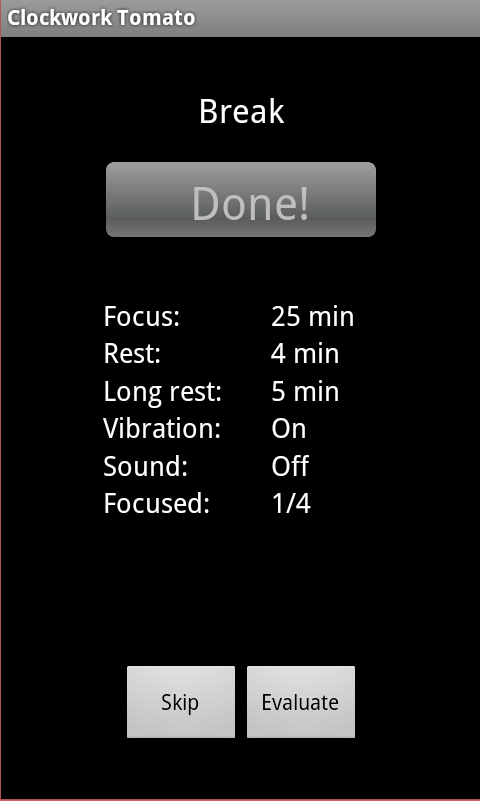 Clockwork Tomato
Break
Done!
Focus: 25 min
Rest: 4 min
Long rest: 5 min
Vibration: On
Sound: Off
Focused: 1/4
Skip Evaluate